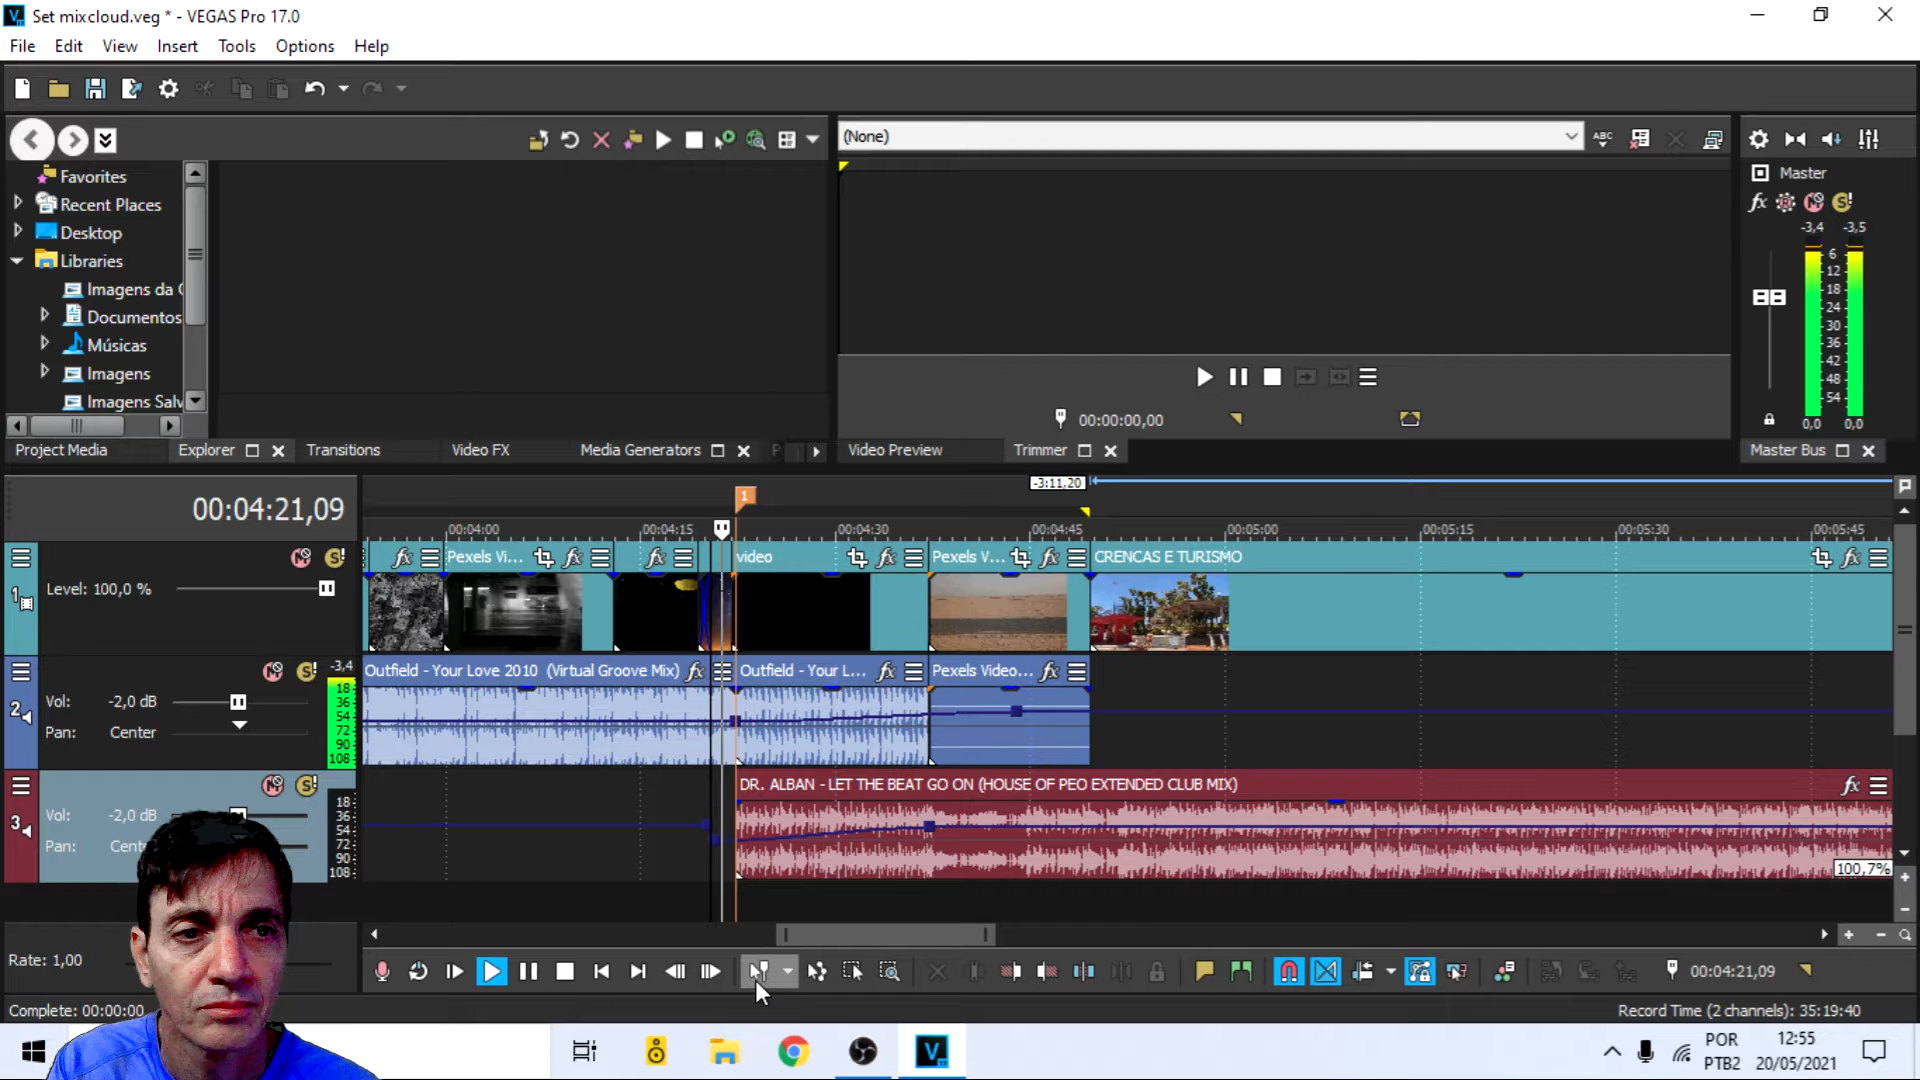 Set mixcloud.veg * - VEGAS Pro 17.0
File Edit View Insert Tools Options Help
(None)
Favorites
Recent Places
Desktop
Libraries
Imagens da C
Documentos
Músicas
Imagens
Imagens Salv
Master
-3,4 -3,5
6
12
18
24
30
36
42
48
54
0,0 0,0
00:00:00,00
Project Media Explorer Transitions Video FX Media Generators P Video Preview Trimmer Master Bus
00:04:21,09
-3:11,20
1
00:04:00 00:04:15 00:04:30 00:04:45 00:05:00 00:05:15 00:05:30 00:05:45
Pexels Vi... video Pexels V... CRENCAS E TURISMO
1
Level: 100,0 %
Outfield - Your Love 2010 (Virtual Groove Mix) Outfield - Your L... Pexels Video...
2
-3,4
18
36
54
72
90
108
Vol: -2,0 dB
Pan: Center
DR. ALBAN - LET THE BEAT GO ON (HOUSE OF PEO EXTENDED CLUB MIX)
3
Vol: -2,0 dB
Pan: Cent
18
36
54
72
90
108
100,7%
Rate: 1,00
00:04:21,09
Complete: 00:00:00
Record Time (2 channels): 35:19:40
POR
PTB2
12:55
20/05/2021